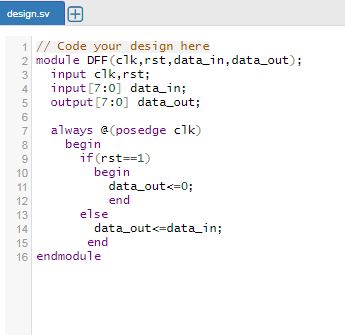 design.sv
1 // Code your design here
2 module DFF(clk,rst,data_in,data_out);
3 input clk,rst;
4 input[7:0] data_in;
5 output[7:0] data_out;
6
7 always @(posedge clk)
8 begin
9 if(rst==1)
10 begin
11 data_out<=0;
12 end
13 else
14 data_out<=data_in;
15 end
16 endmodule